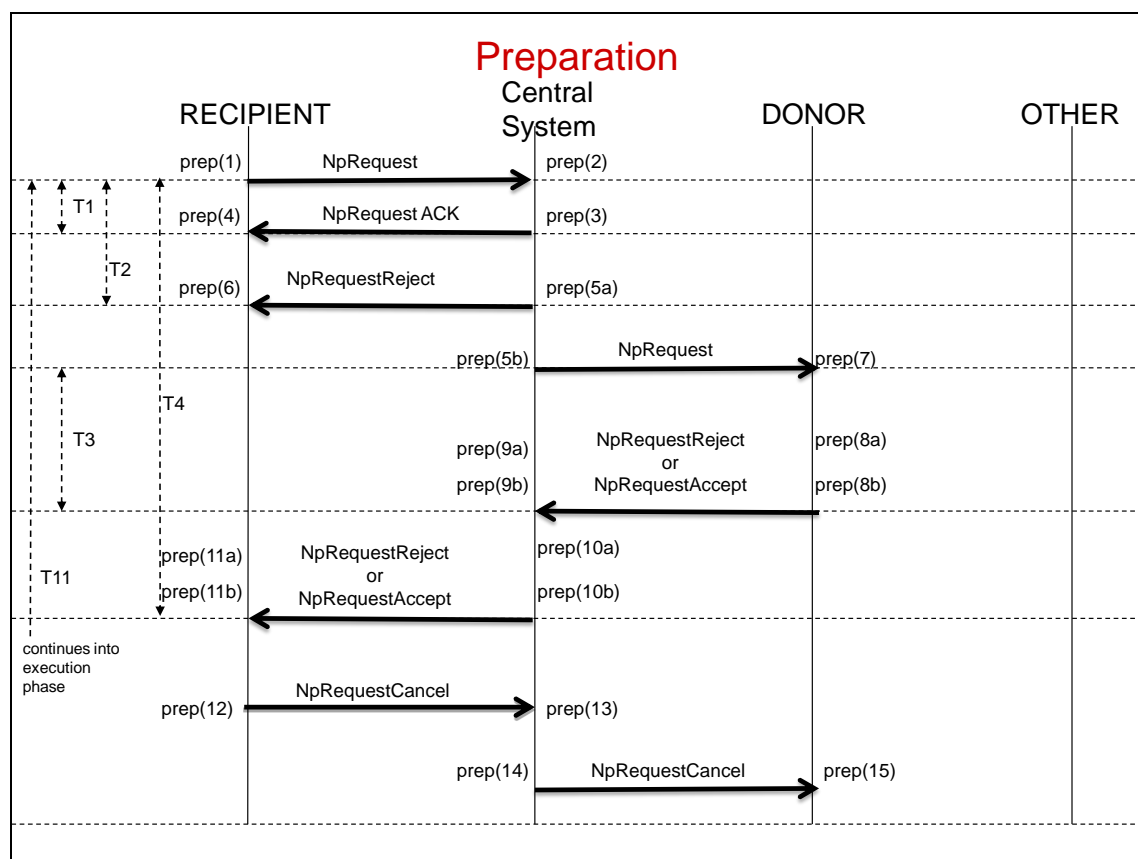 Preparation
RECIPIENT
Central
System
DONOR
OTHER
prep(1)
NpRequest
prep(2)
T1
prep(4)
NpRequest ACK
prep(3)
T2
prep(6)
NpRequestReject
prep(5a)
prep(5b)
NpRequest
prep(7)
T4
T3
prep(9a)
NpRequestReject
or
NpRequestAccept
prep(8a)
prep(9b)
prep(8b)
T11
prep(11a)
NpRequestReject
or
NpRequestAccept
prep(10a)
prep(11b)
prep(10b)
continues into
execution
phase
prep(12)
NpRequestCancel
prep(13)
prep(14)
NpRequestCancel
prep(15)